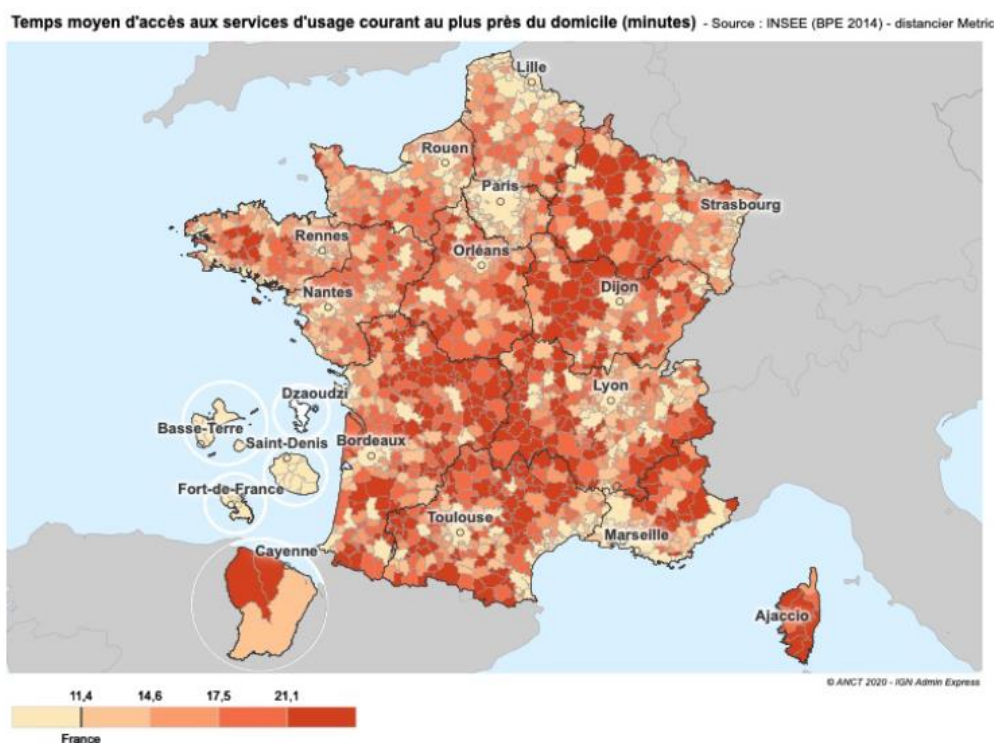 Temps moyen d'accès aux services d'usage courant au plus près du domicile (minutes) - Source : INSEE (BPE 2014) - distancier Metric
Lille
Rouen
Paris
Strasbourg
Rennes
Orléans
Nantes
Dijon
Lyon
Dzaoudzi
Basse-Terre
Saint-Denis
Bordeaux
Fort-de-France
Toulouse
Marseille
Cayenne
Ajaccio
© ANCT 2020 - IGN Admin Express
11,4 14,6 17,5 21,1
France